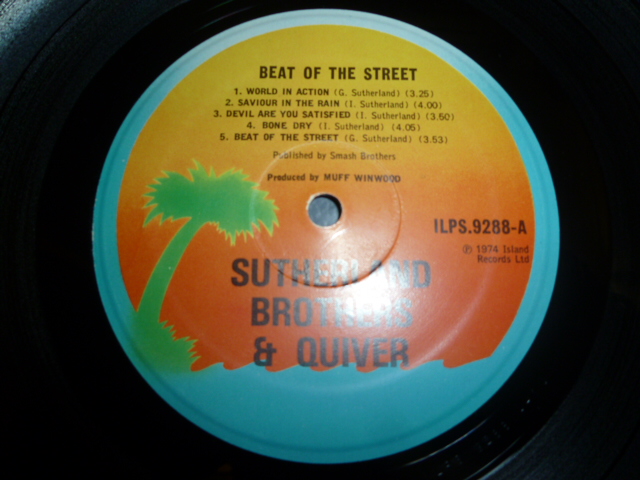 BEAT OF THE STREET
1. WORLD IN ACTION (G. Sutherland) (3.25)
2. SAVIOUR IN THE RAIN (I. Sutherland) (4.00)
3. DEVIL ARE YOU SATISFIED (I. Sutherland) (3.50)
4. BONE DRY (I. Sutherland) (4.05)
5. BEAT OF THE STREET (G. Sutherland) (3.53)
Published by Smash Brothers
Produced by MUFF WINWOOD
ILPS.9288-A
℗ 1974 Island
Records Ltd
SUTHERLAND
BROTHERS
& QUIVER